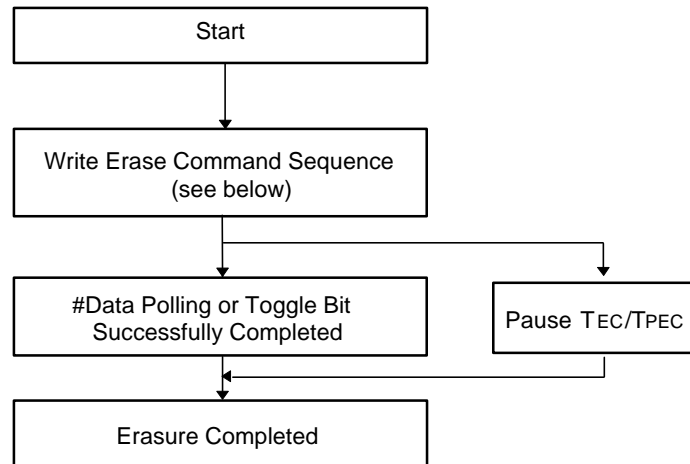 Start
Write Erase Command Sequence
(see below)
#Data Polling or Toggle Bit
Successfully Completed
Pause TEC/TPEC
Erasure Completed